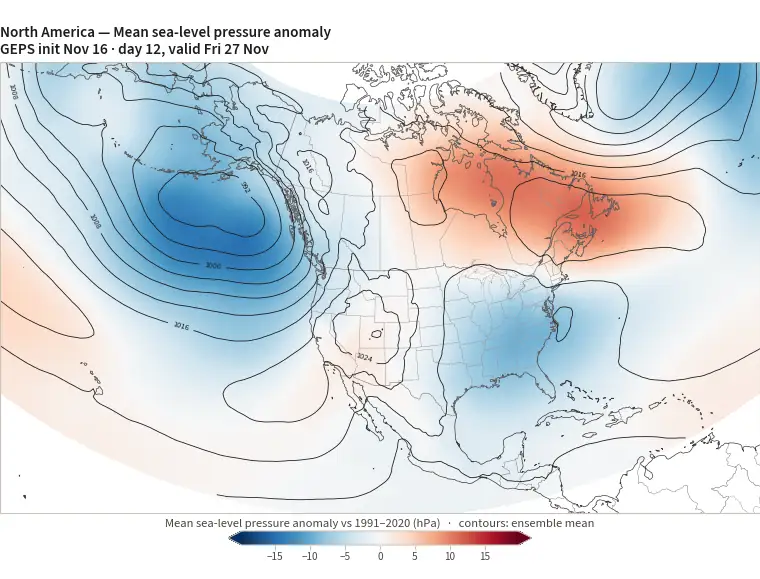 North America — Mean sea-level pressure anomaly
GEPS init Nov 16 · day 12, valid Fri 27 Nov
1008
1016
992
1016
1008
1000
1016
1024
Mean sea-level pressure anomaly vs 1991–2020 (hPa) · contours: ensemble mean
−15 −10 −5 0 5 10 15